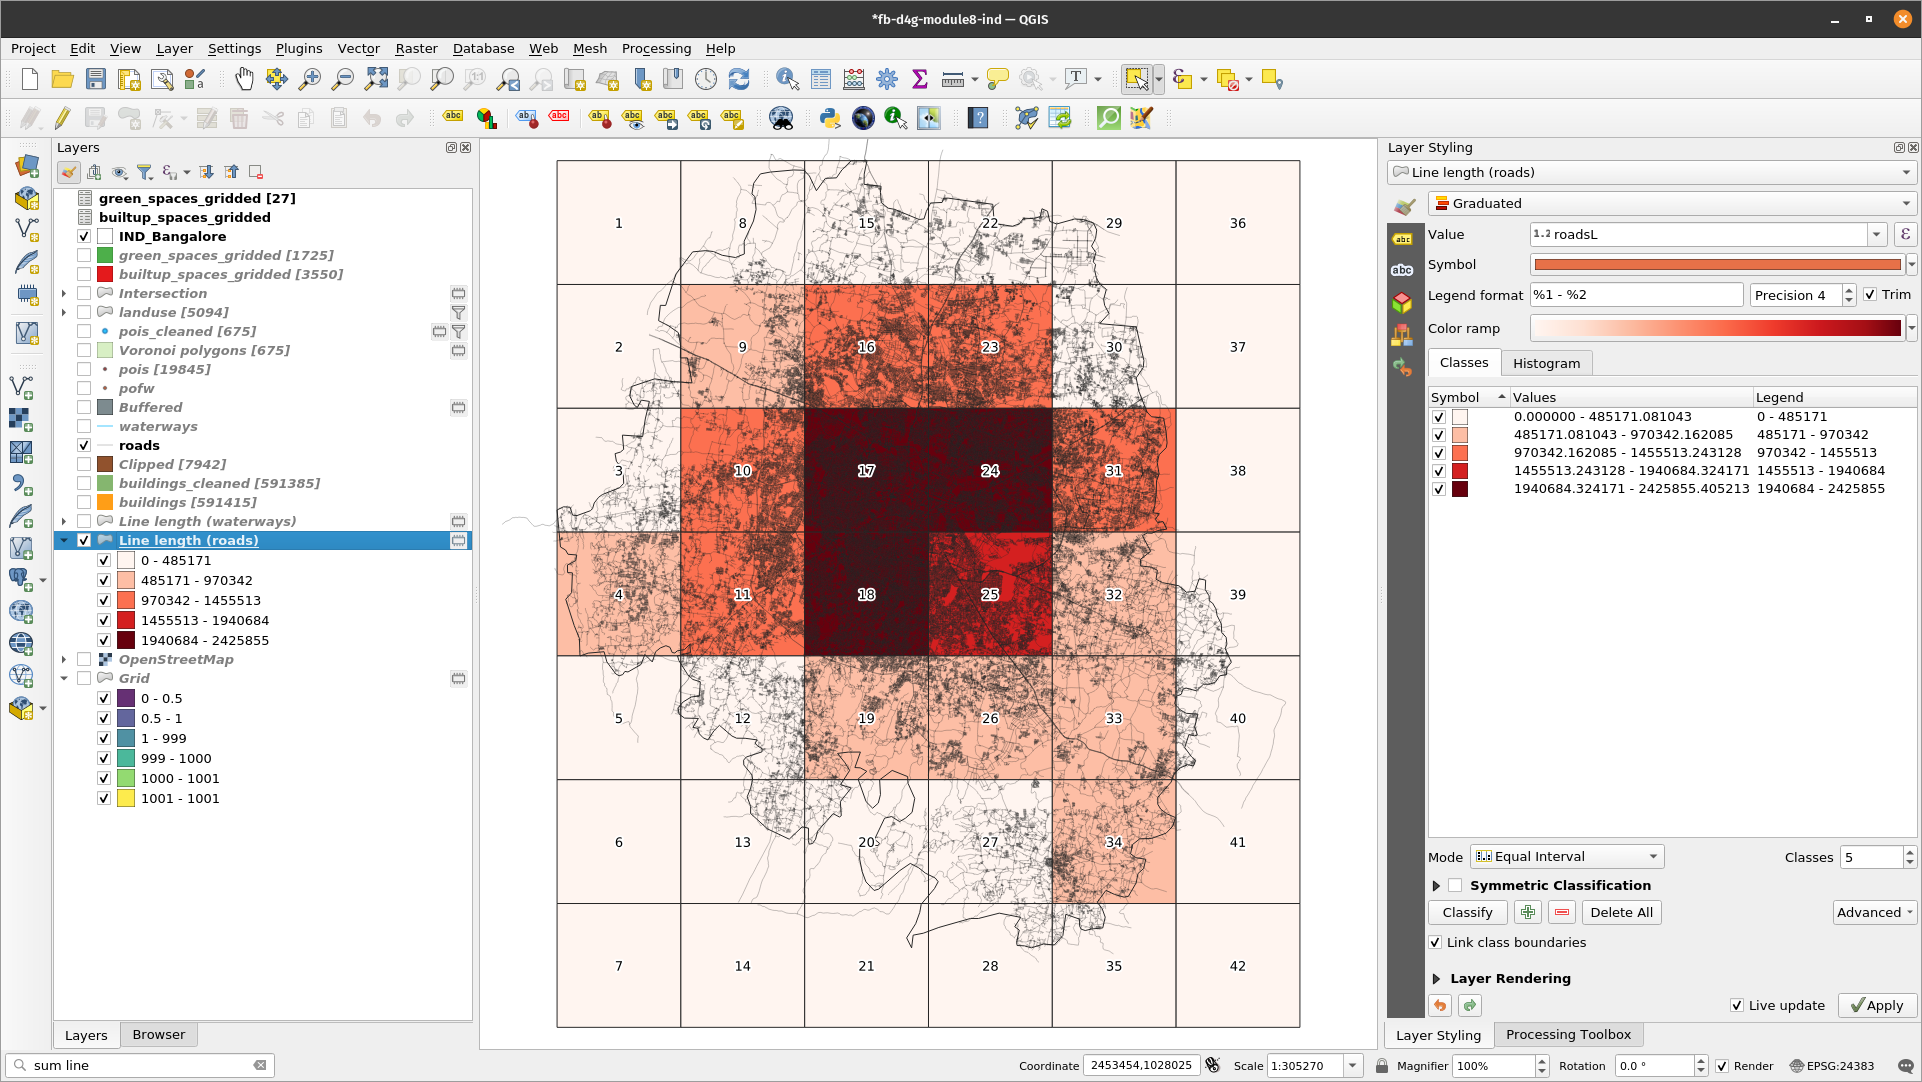 *fb-d4g-module8-ind — QGIS
Project Edit View Layer Settings Plugins Vector Raster Database Web Mesh Processing Help
Layers
green_spaces_gridded [27]
builtup_spaces_gridded
IND_Bangalore
green_spaces_gridded [1725]
builtup_spaces_gridded [3550]
Intersection
landuse [5094]
pois_cleaned [675]
Voronoi polygons [675]
pois [19845]
pofw
Buffered
waterways
roads
Clipped [7942]
buildings_cleaned [591385]
buildings [591415]
Line length (waterways)
Line length (roads)
0 - 485171
485171 - 970342
970342 - 1455513
1455513 - 1940684
1940684 - 2425855
OpenStreetMap
Grid
0 - 0.5
0.5 - 1
1 - 999
999 - 1000
1000 - 1001
1001 - 1001
Layers Browser
1 8 15 22 29 36
2 9 16 23 30 37
3 10 17 24 31 38
4 11 18 25 32 39
5 12 19 26 33 40
6 13 20 27 34 41
7 14 21 28 35 42
Layer Styling
Line length (roads)
Graduated
Value 1.2 roadsL
Symbol
Legend format %1 - %2 Precision 4 Trim
Color ramp
Classes Histogram
Symbol Values Legend
0.000000 - 485171.081043 0 - 485171
485171.081043 - 970342.162085 485171 - 970342
970342.162085 - 1455513.243128 970342 - 1455513
1455513.243128 - 1940684.324171 1455513 - 1940684
1940684.324171 - 2425855.405213 1940684 - 2425855
Mode Equal Interval Classes 5
Symmetric Classification
Classify Delete All Advanced
Link class boundaries
Layer Rendering
Live update Apply
Layer Styling Processing Toolbox
sum line Coordinate 2453454,1028025 Scale 1:305270 Magnifier 100% Rotation 0.0 ° Render EPSG:24383